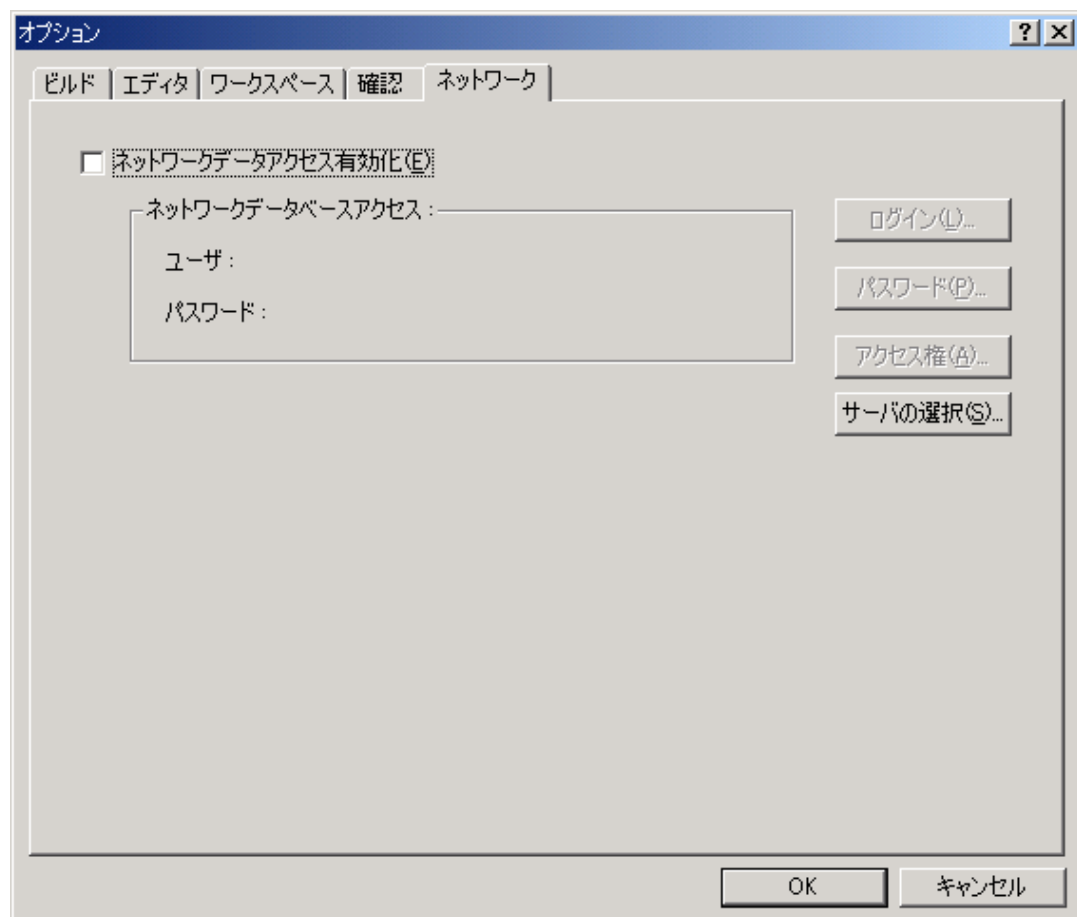 オプション
ビルド エディタ ワークスペース 確認 ネットワーク
ネットワークデータアクセス有効化(E)
ネットワークデータベースアクセス :
ログイン(L)...
ユーザ :
パスワード(P)...
パスワード :
アクセス権(A)...
サーバの選択(S)...
OK キャンセル